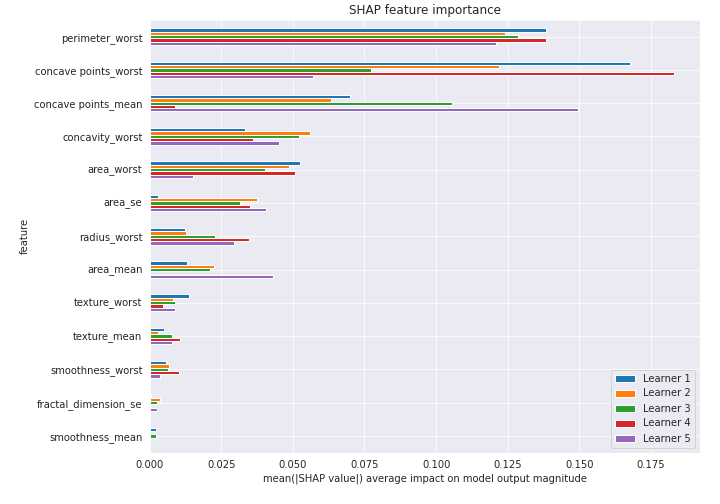 SHAP feature importance
perimeter_worst
concave points_worst
concave points_mean
concavity_worst
area_worst
area_se
radius_worst
area_mean
texture_worst
texture_mean
smoothness_worst
fractal_dimension_se
smoothness_mean
feature
Learner 1
Learner 2
Learner 3
Learner 4
Learner 5
0.000 0.025 0.050 0.075 0.100 0.125 0.150 0.175
mean(|SHAP value|) average impact on model output magnitude